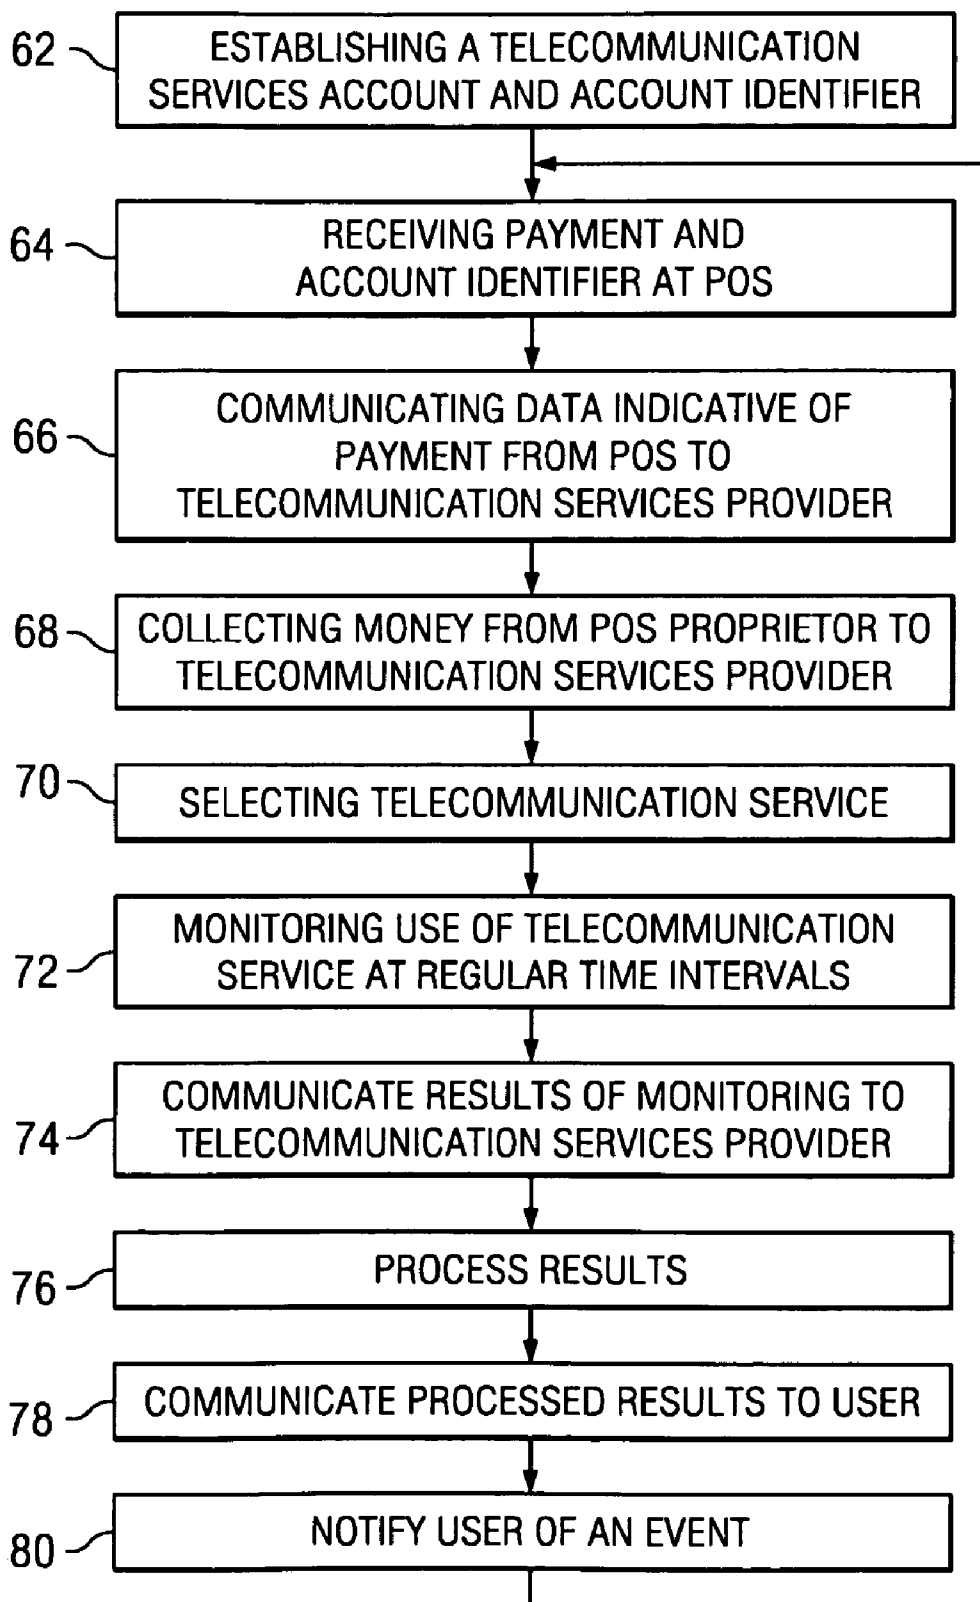 62
ESTABLISHING A TELECOMMUNICATION
SERVICES ACCOUNT AND ACCOUNT IDENTIFIER
64
RECEIVING PAYMENT AND
ACCOUNT IDENTIFIER AT POS
66
COMMUNICATING DATA INDICATIVE OF
PAYMENT FROM POS TO
TELECOMMUNICATION SERVICES PROVIDER
68
COLLECTING MONEY FROM POS PROPRIETOR TO
TELECOMMUNICATION SERVICES PROVIDER
70
SELECTING TELECOMMUNICATION SERVICE
72
MONITORING USE OF TELECOMMUNICATION
SERVICE AT REGULAR TIME INTERVALS
74
COMMUNICATE RESULTS OF MONITORING TO
TELECOMMUNICATION SERVICES PROVIDER
76
PROCESS RESULTS
78
COMMUNICATE PROCESSED RESULTS TO USER
80
NOTIFY USER OF AN EVENT